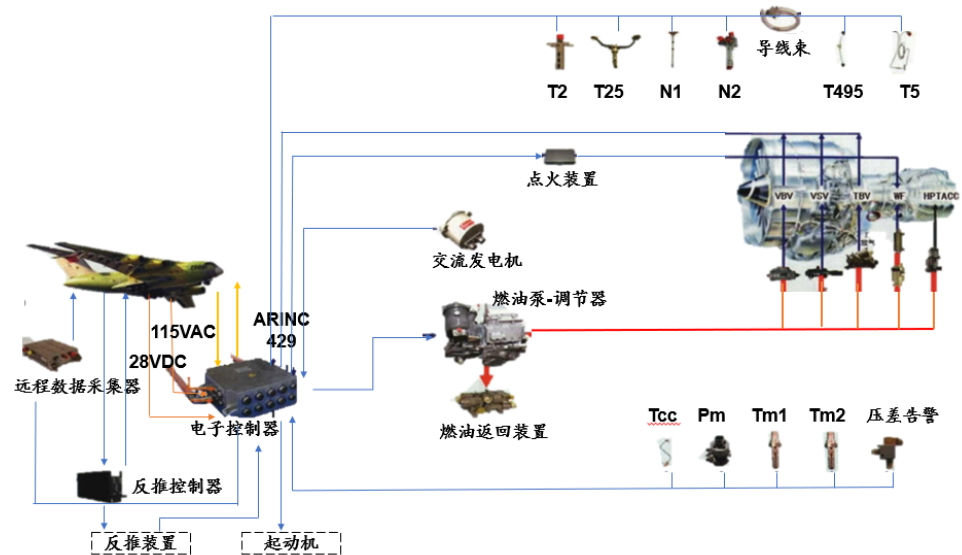 导线束
T2
T25
N1
N2
T495
T5
点火装置
VBV
VSV
TBV
WF
HPTACC
交流发电机
燃油泵-调节器
115VAC
ARINC
429
28VDC
远程数据采集器
电子控制器
燃油返回装置
Tcc
Pm
Tm1
Tm2
压差告警
反推控制器
反推装置
起动机